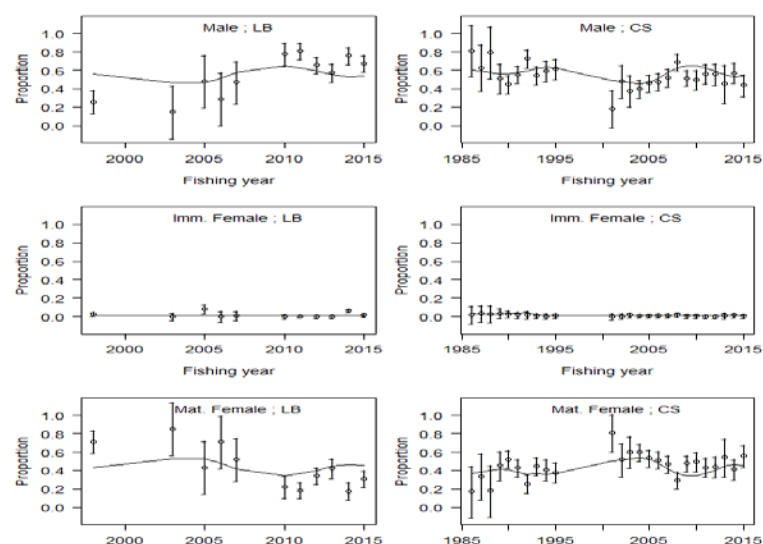 Male ; LB
Proportion
1.0
0.8
0.6
0.4
0.2
0.0
2000 2005 2010 2015
Fishing year
Male ; CS
Proportion
1.0
0.8
0.6
0.4
0.2
0.0
1985 1995 2005 2015
Fishing year
Imm. Female ; LB
Proportion
1.0
0.8
0.6
0.4
0.2
0.0
2000 2005 2010 2015
Fishing year
Imm. Female ; CS
Proportion
1.0
0.8
0.6
0.4
0.2
0.0
1985 1995 2005 2015
Fishing year
Mat. Female ; LB
Proportion
1.0
0.8
0.6
0.4
0.2
0.0
2000 2005 2010 2015
Mat. Female ; CS
Proportion
1.0
0.8
0.6
0.4
0.2
0.0
1985 1995 2005 2015